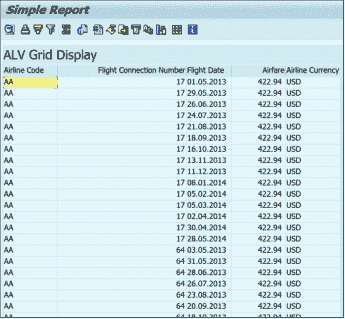 Simple Report
ALV Grid Display
Airline Code Flight Connection Number Flight Date Airfare Airline Currency
AA 17 01.05.2013 422.94 USD
AA 17 29.05.2013 422.94 USD
AA 17 26.06.2013 422.94 USD
AA 17 24.07.2013 422.94 USD
AA 17 21.08.2013 422.94 USD
AA 17 18.09.2013 422.94 USD
AA 17 16.10.2013 422.94 USD
AA 17 13.11.2013 422.94 USD
AA 17 11.12.2013 422.94 USD
AA 17 08.01.2014 422.94 USD
AA 17 05.02.2014 422.94 USD
AA 17 05.03.2014 422.94 USD
AA 17 02.04.2014 422.94 USD
AA 17 30.04.2014 422.94 USD
AA 17 28.05.2014 422.94 USD
AA 64 03.05.2013 422.94 USD
AA 64 31.05.2013 422.94 USD
AA 64 28.06.2013 422.94 USD
AA 64 26.07.2013 422.94 USD
AA 64 23.08.2013 422.94 USD
AA 64 20.09.2013 422.94 USD
AA 64 18.10.2013 422.94 USD